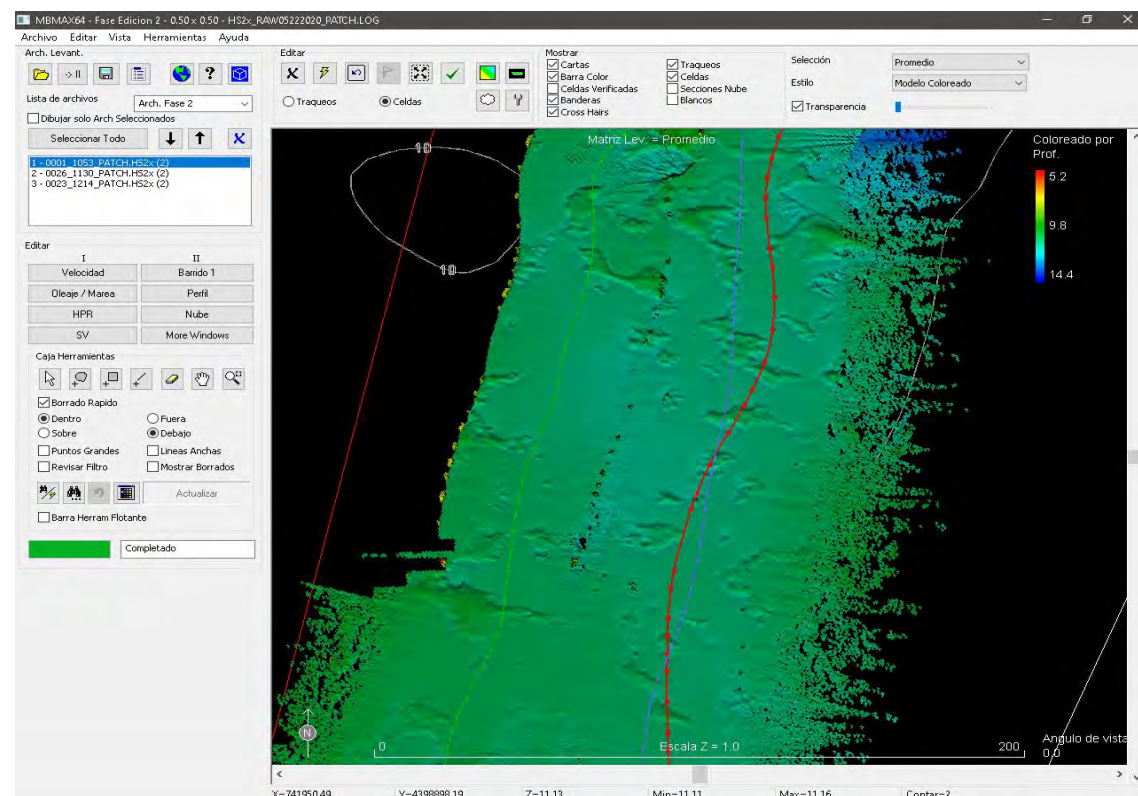 MBMAX64 - Fase Edicion 2 - 0.50 x 0.50 - HS2x_RAW05222020_PATCH.LOG
Archivo Editar Vista Herramientas Ayuda
Arch. Levant.
Lista de archivos
Arch. Fase 2
Dibujar solo Arch Seleccionados
Seleccionar Todo
1 - 0001_1053_PATCH.HS2x (2)
2 - 0026_1130_PATCH.HS2x (2)
3 - 0023_1214_PATCH.HS2x (2)
Editar
I II
Velocidad Barrido 1
Oleaje / Marea Perfil
HPR Nube
SV More Windows
Caja Herramientas
Borrado Rapido
Dentro Fuera
Sobre Debajo
Puntos Grandes Lineas Anchas
Revisar Filtro Mostrar Borrados
Actualizar
Barra Herram Flotante
Completado
Editar
Traqueos Celdas
Mostrar
Cartas Traqueos
Barra Color Celdas
Celdas Verificadas Secciones Nube
Banderas Blancos
Cross Hairs
Selección Promedio
Estilo Modelo Coloreado
Transparencia
Matriz Lev. = Promedio
Coloreado por
Prof.
5.2
9.8
14.4
10
10
N
0 Escala Z = 1.0 200
Angulo de vista
0.0
X=741950.49 Y=4398898.19 Z=11.13 Min=11.11 Max=11.16 Contar=2